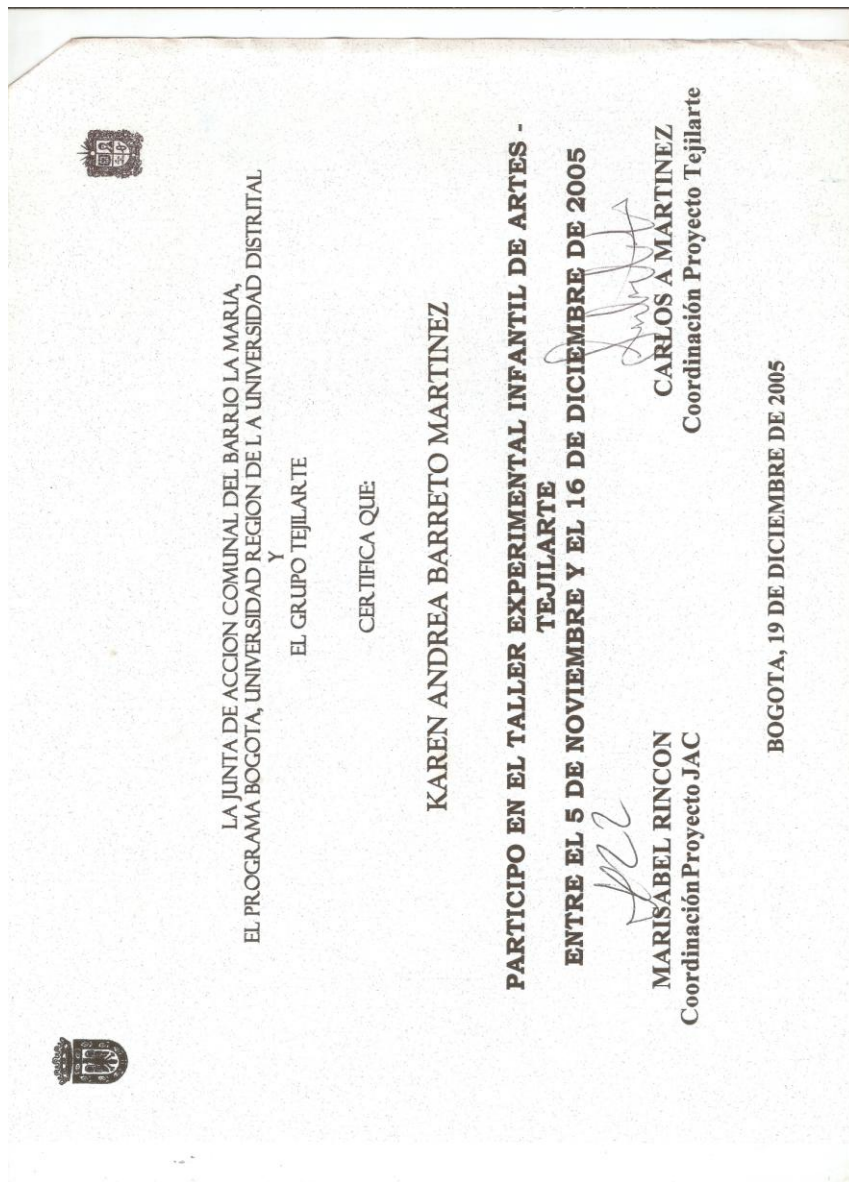 LA JUNTA DE ACCION COMUNAL DEL BARRIO LA MARIA,
EL PROGRAMA BOGOTA, UNIVERSIDAD REGION DE L A UNIVERSIDAD DISTRITAL
Y
EL GRUPO TEJILARTE
CERTIFICA QUE:
KAREN ANDREA BARRETO MARTINEZ
PARTICIPO EN EL TALLER EXPERIMENTAL INFANTIL DE ARTES -
TEJILARTE
ENTRE EL 5 DE NOVIEMBRE Y EL 16 DE DICIEMBRE DE 2005
MARISABEL RINCON
Coordinación Proyecto JAC
CARLOS A MARTINEZ
Coordinación Proyecto Tejilarte
BOGOTA, 19 DE DICIEMBRE DE 2005